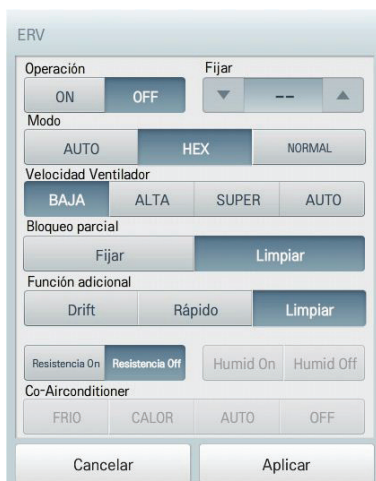 ERV
Operación Fijar
ON OFF ▼ -- ▲
Modo
AUTO HEX NORMAL
Velocidad Ventilador
BAJA ALTA SUPER AUTO
Bloqueo parcial
Fijar Limpiar
Función adicional
Drift Rápido Limpiar
Resistencia On Resistencia Off Humid On Humid Off
Co-Airconditioner
FRIO CALOR AUTO OFF
Cancelar Aplicar